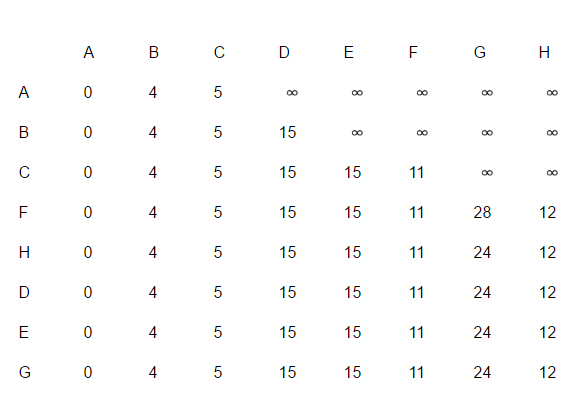 A B C D E F G H
A 0 4 5 ∞ ∞ ∞ ∞ ∞
B 0 4 5 15 ∞ ∞ ∞ ∞
C 0 4 5 15 15 11 ∞ ∞
F 0 4 5 15 15 11 28 12
H 0 4 5 15 15 11 24 12
D 0 4 5 15 15 11 24 12
E 0 4 5 15 15 11 24 12
G 0 4 5 15 15 11 24 12